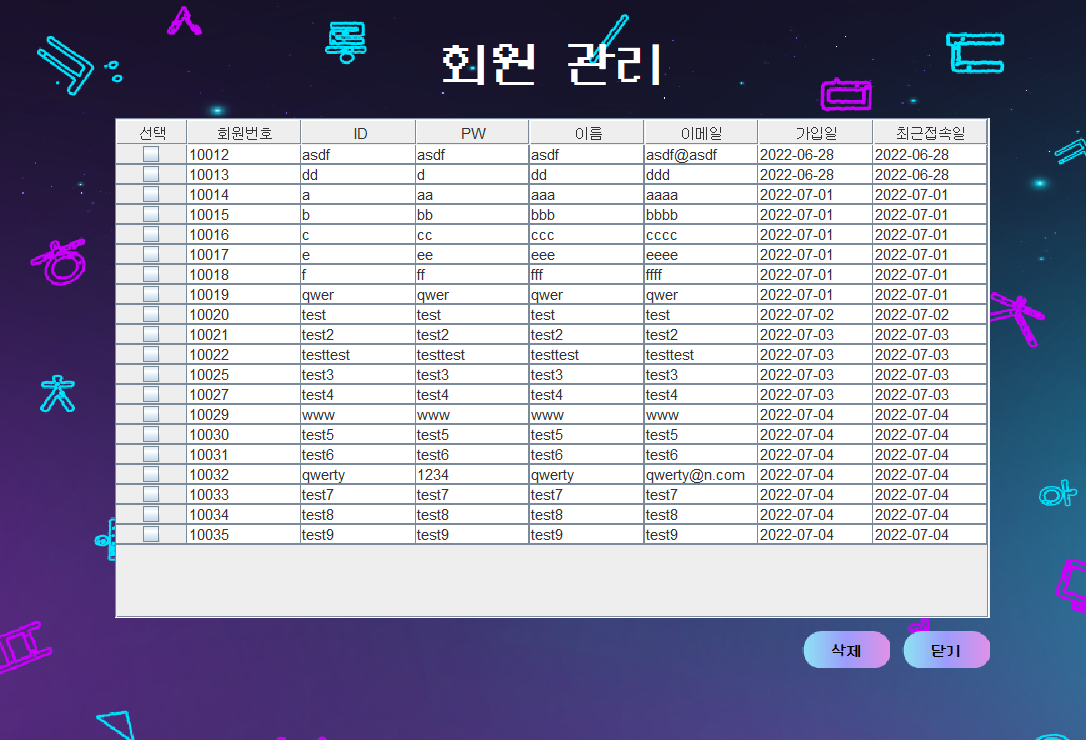 회원 관리
선택 회원번호 ID PW 이름 이메일 가입일 최근접속일
10012 asdf asdf asdf asdf@asdf 2022-06-28 2022-06-28
10013 dd d dd ddd 2022-06-28 2022-06-28
10014 a aa aaa aaaa 2022-07-01 2022-07-01
10015 b bb bbb bbbb 2022-07-01 2022-07-01
10016 c cc ccc cccc 2022-07-01 2022-07-01
10017 e ee eee eeee 2022-07-01 2022-07-01
10018 f ff fff ffff 2022-07-01 2022-07-01
10019 qwer qwer qwer qwer 2022-07-01 2022-07-01
10020 test test test test 2022-07-02 2022-07-02
10021 test2 test2 test2 test2 2022-07-03 2022-07-03
10022 testtest testtest testtest testtest 2022-07-03 2022-07-03
10025 test3 test3 test3 test3 2022-07-03 2022-07-03
10027 test4 test4 test4 test4 2022-07-03 2022-07-03
10029 www www www www 2022-07-04 2022-07-04
10030 test5 test5 test5 test5 2022-07-04 2022-07-04
10031 test6 test6 test6 test6 2022-07-04 2022-07-04
10032 qwerty 1234 qwerty qwerty@n.com 2022-07-04 2022-07-04
10033 test7 test7 test7 test7 2022-07-04 2022-07-04
10034 test8 test8 test8 test8 2022-07-04 2022-07-04
10035 test9 test9 test9 test9 2022-07-04 2022-07-04
삭제 닫기